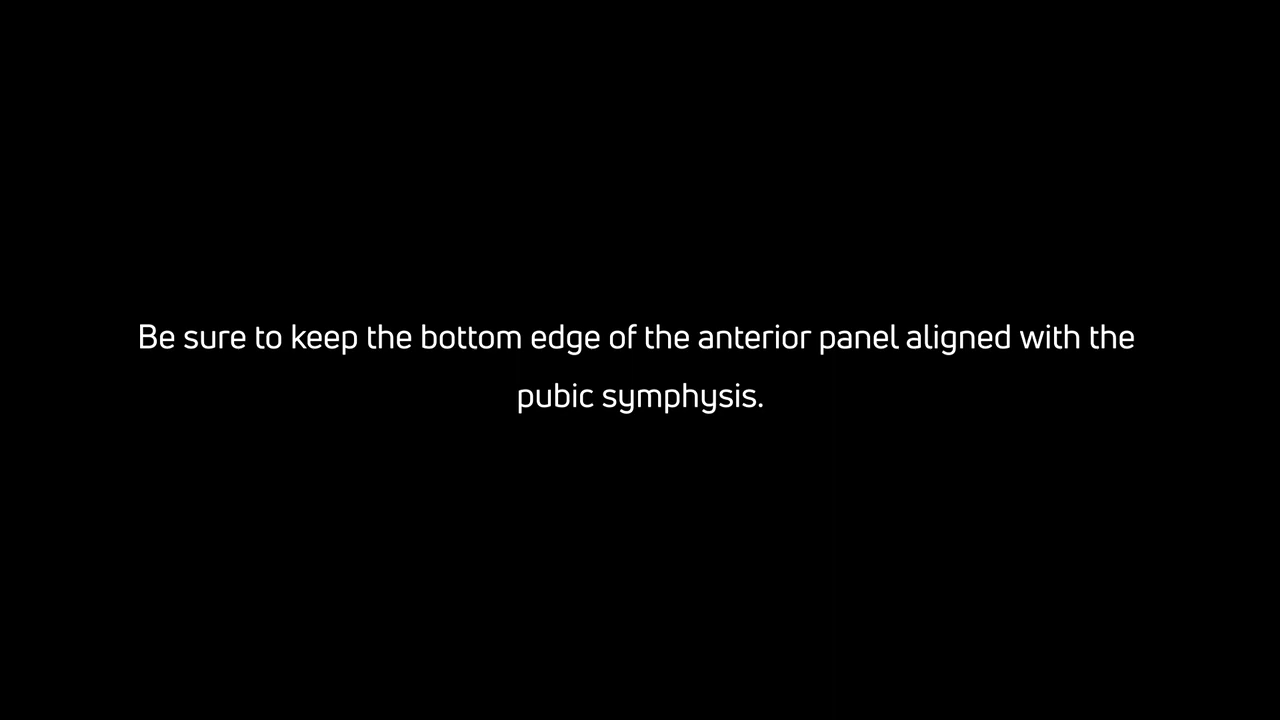 Be sure to keep the bottom edge of the anterior panel aligned with the
pubic symphysis.